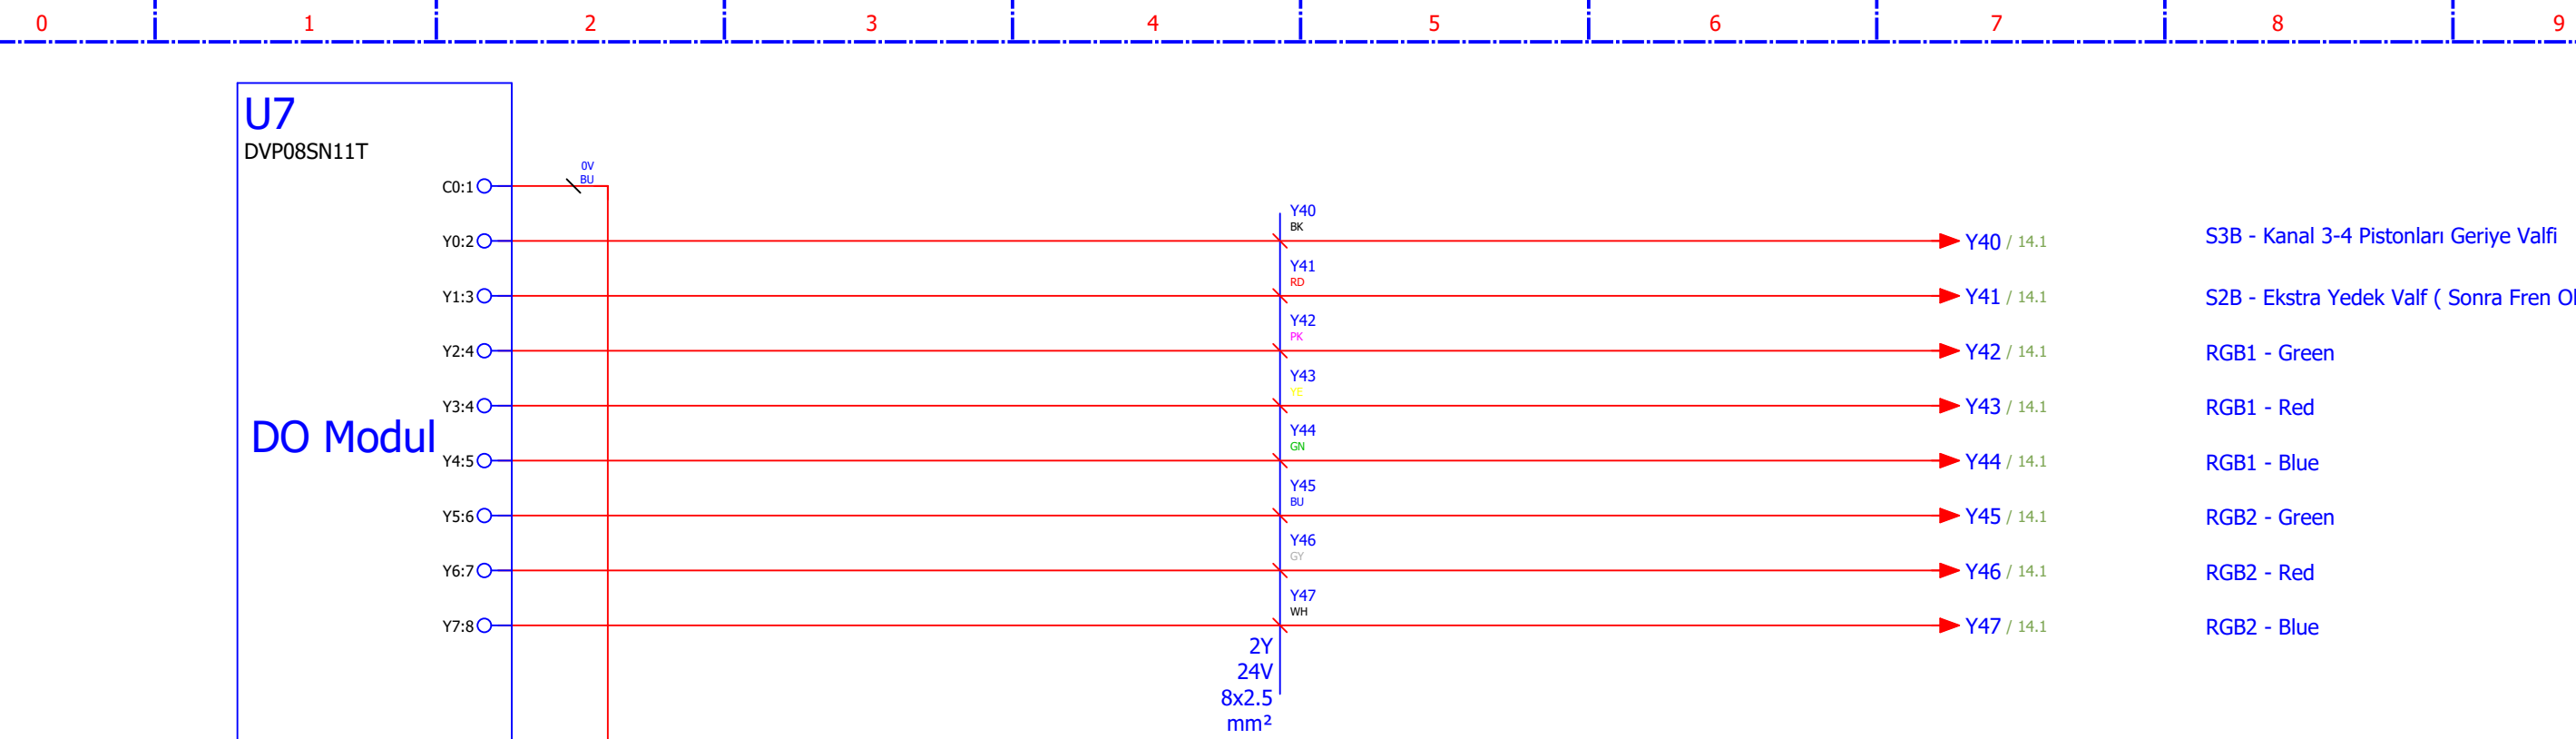 0 1 2 3 4 5 6 7 8 9
U7
DVP08SN11T
0V
BU
C0:1
Y40
BK
Y0:2 Y40 / 14.1 S3B - Kanal 3-4 Pistonları Geriye Valfi
Y41
RD
Y1:3 Y41 / 14.1 S2B - Ekstra Yedek Valf ( Sonra Fren
Y42
PK
Y2:4 Y42 / 14.1 RGB1 - Green
Y43
YE
Y3:4 Y43 / 14.1 RGB1 - Red
DO Modul
Y44
GN
Y4:5 Y44 / 14.1 RGB1 - Blue
Y45
BU
Y5:6 Y45 / 14.1 RGB2 - Green
Y46
GY
Y6:7 Y46 / 14.1 RGB2 - Red
Y47
WH
Y7:8 Y47 / 14.1 RGB2 - Blue
2Y
24V
8x2.5
mm²